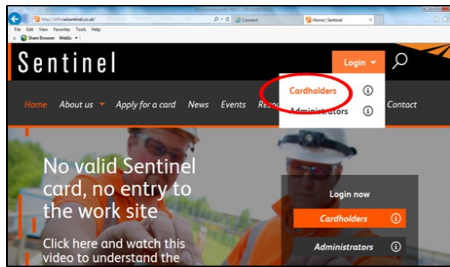 http://info.railsentinel.co.uk/
Connect
Home | Sentinel
File Edit View Favorites Tools Help
Share Browser WebEx
Sentinel
Login
Cardholders
Administrators
Home About us Apply for a card News Events Contact
No valid Sentinel
card, no entry to
the work site
Click here and watch this
video to understand the
Login now
Cardholders
Administrators